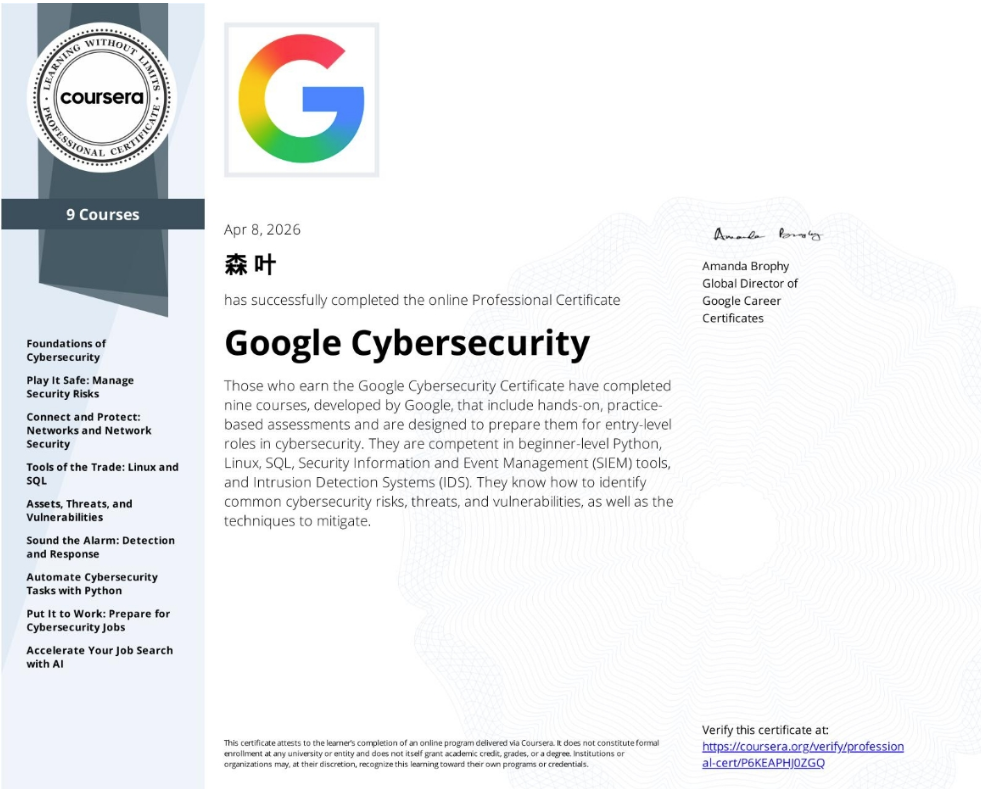 LEARNING WITHOUT LIMITS
coursera
PROFESSIONAL CERTIFICATE
9 Courses
Foundations of
Cybersecurity
Play It Safe: Manage
Security Risks
Connect and Protect:
Networks and Network
Security
Tools of the Trade: Linux and
SQL
Assets, Threats, and
Vulnerabilities
Sound the Alarm: Detection
and Response
Automate Cybersecurity
Tasks with Python
Put It to Work: Prepare for
Cybersecurity Jobs
Accelerate Your Job Search
with AI
G
Apr 8, 2026
森 叶
has successfully completed the online Professional Certificate
Google Cybersecurity
Those who earn the Google Cybersecurity Certificate have completed
nine courses, developed by Google, that include hands-on, practice-
based assessments and are designed to prepare them for entry-level
roles in cybersecurity. They are competent in beginner-level Python,
Linux, SQL, Security Information and Event Management (SIEM) tools,
and Intrusion Detection Systems (IDS). They know how to identify
common cybersecurity risks, threats, and vulnerabilities, as well as the
techniques to mitigate.
Amanda Brophy
Amanda Brophy
Global Director of
Google Career
Certificates
This certificate attests to the learner's completion of an online program delivered via Coursera. It does not constitute formal
enrollment at any university or entity and does not itself grant academic credit, grades, or a degree. Institutions or
organizations may, at their discretion, recognize this learning toward their own programs or credentials.
Verify this certificate at:
https://coursera.org/verify/profession
al-cert/P6KEAPHJ0ZGQ